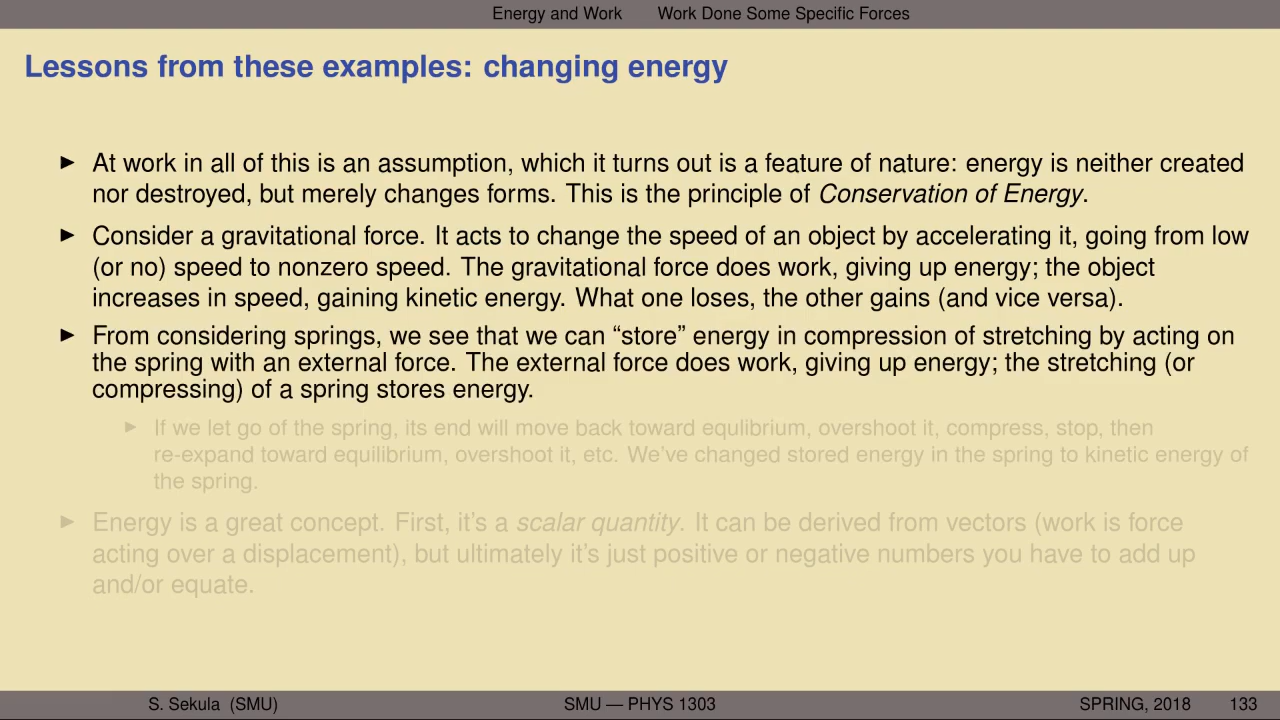 Energy and Work Work Done Some Specific Forces
Lessons from these examples: changing energy
▶ At work in all of this is an assumption, which it turns out is a feature of nature: energy is neither created
nor destroyed, but merely changes forms. This is the principle of Conservation of Energy.
▶ Consider a gravitational force. It acts to change the speed of an object by accelerating it, going from low
(or no) speed to nonzero speed. The gravitational force does work, giving up energy; the object
increases in speed, gaining kinetic energy. What one loses, the other gains (and vice versa).
▶ From considering springs, we see that we can “store” energy in compression of stretching by acting on
the spring with an external force. The external force does work, giving up energy; the stretching (or
compressing) of a spring stores energy.
▶ If we let go of the spring, its end will move back toward equlibrium, overshoot it, compress, stop, then
re-expand toward equilibrium, overshoot it, etc. We’ve changed stored energy in the spring to kinetic energy of
the spring.
▶ Energy is a great concept. First, it’s a scalar quantity. It can be derived from vectors (work is force
acting over a displacement), but ultimately it’s just positive or negative numbers you have to add up
and/or equate.
S. Sekula (SMU) SMU — PHYS 1303 SPRING, 2018 133